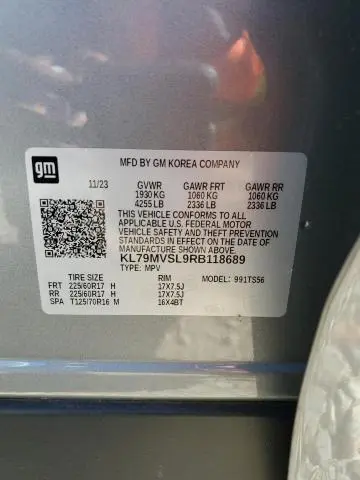 gm
MFD BY GM KOREA COMPANY
11/23 GVWR GAWR FRT GAWR RR
1930 KG 1060 KG 1060 KG
4255 LB 2336 LB 2336 LB
THIS VEHICLE CONFORMS TO ALL
APPLICABLE U.S. FEDERAL MOTOR
VEHICLE SAFETY AND THEFT PREVENTION
STANDARDS IN EFFECT ON THE DATE OF
MANUFACTURE SHOWN ABOVE.
KL79MVSL9RB118689
TYPE: MPV
TIRE SIZE RIM MODEL: 991TS56
FRT 225/60R17 H 17X7.5J
RR 225/60R17 H 17X7.5J
SPA T125/70R16 M 16X4BT